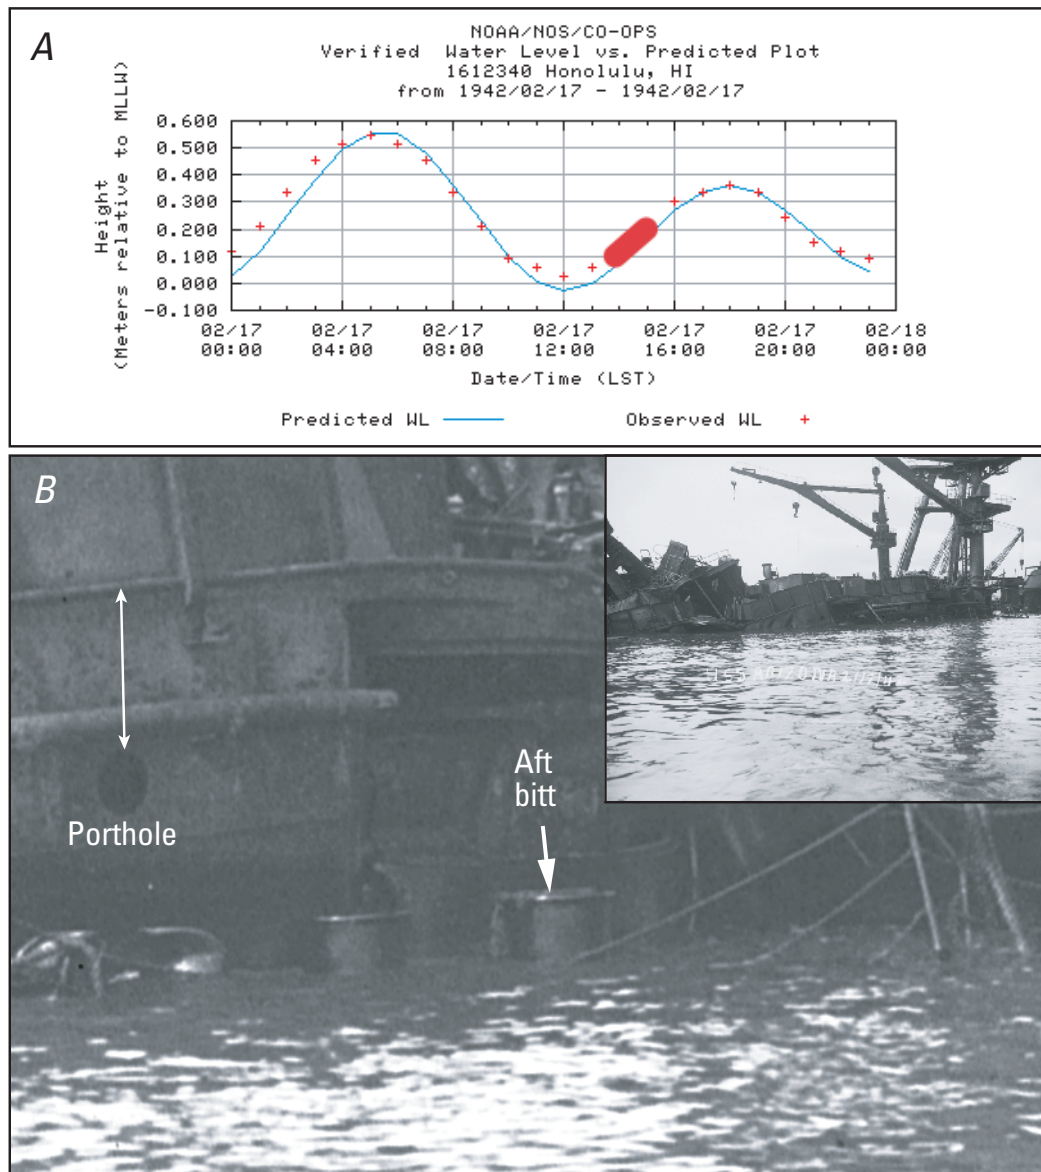 A
NOAA/NOS/CO-OPS
Verified Water Level vs. Predicted Plot
1612340 Honolulu, HI
from 1942/02/17 - 1942/02/17
Height
(Meters relative to MLLW)
0.600
0.500
0.400
0.300
0.200
0.100
0.000
-0.100
02/17 02/17 02/17 02/17 02/17 02/17 02/18
00:00 04:00 08:00 12:00 16:00 20:00 00:00
Date/Time (LST)
Predicted WL Observed WL
B
Porthole
Aft
bitt
USS ARIZONA